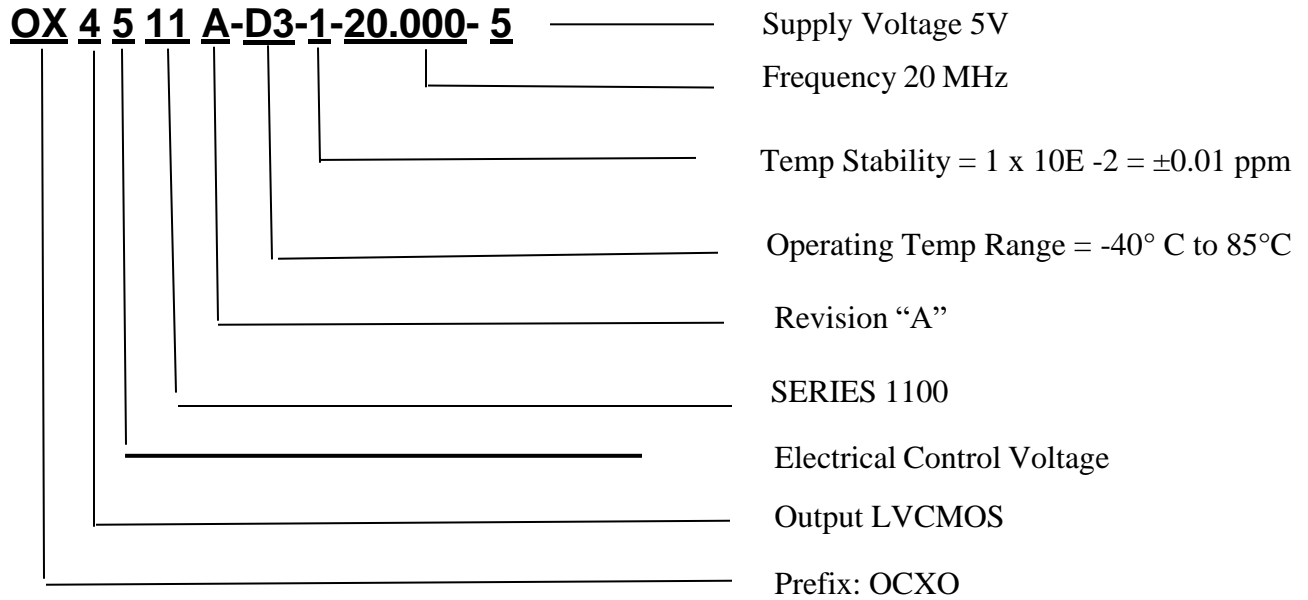 OX 4 5 11 A-D3-1-20.000- 5
Supply Voltage 5V
Frequency 20 MHz
Temp Stability = 1 x 10E -2 = ±0.01 ppm
Operating Temp Range = -40° C to 85°C
Revision “A”
SERIES 1100
Electrical Control Voltage
Output LVCMOS
Prefix: OCXO